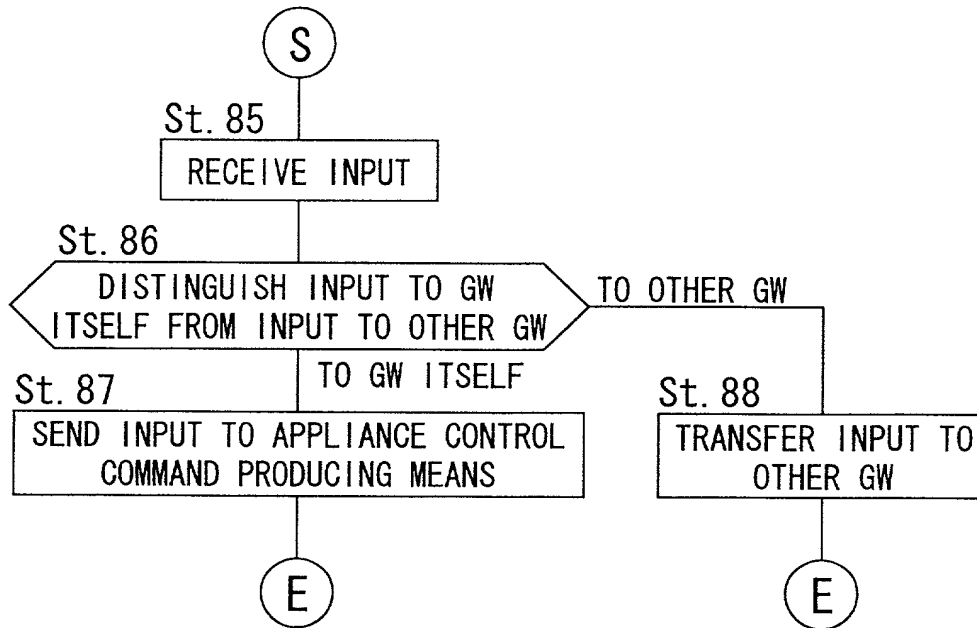 S
St. 85
RECEIVE INPUT
St. 86
DISTINGUISH INPUT TO GW
ITSELF FROM INPUT TO OTHER GW
TO OTHER GW
TO GW ITSELF
St. 87
SEND INPUT TO APPLIANCE CONTROL
COMMAND PRODUCING MEANS
St. 88
TRANSFER INPUT TO
OTHER GW
E
E